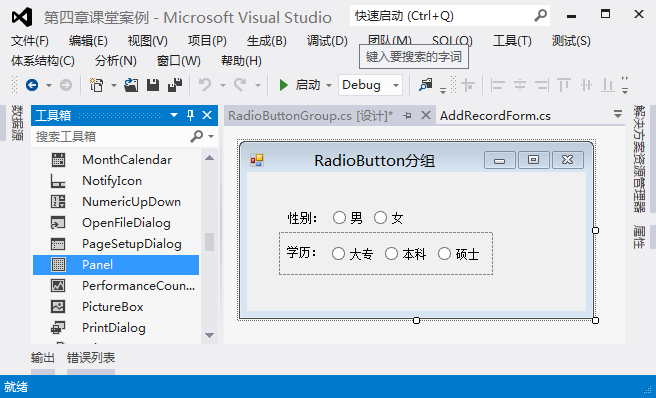 第四章课堂案例 - Microsoft Visual Studio
快速启动 (Ctrl+Q)
文件(F) 编辑(E) 视图(V) 项目(P) 生成(B) 调试(D) 团队(M) SQL(Q) 工具(T) 测试(S)
键入要搜索的字词
体系结构(C) 分析(N) 窗口(W) 帮助(H)
启动 Debug
数据源
工具箱
RadioButtonGroup.cs [设计]*
AddRecordForm.cs
搜索工具箱
MonthCalendar
NotifyIcon
NumericUpDown
OpenFileDialog
PageSetupDialog
Panel
PerformanceCoun...
PictureBox
PrintDialog
RadioButton分组
性别： 男 女
学历： 大专 本科 硕士
解决方案资源管理器
属性
输出 错误列表
就绪